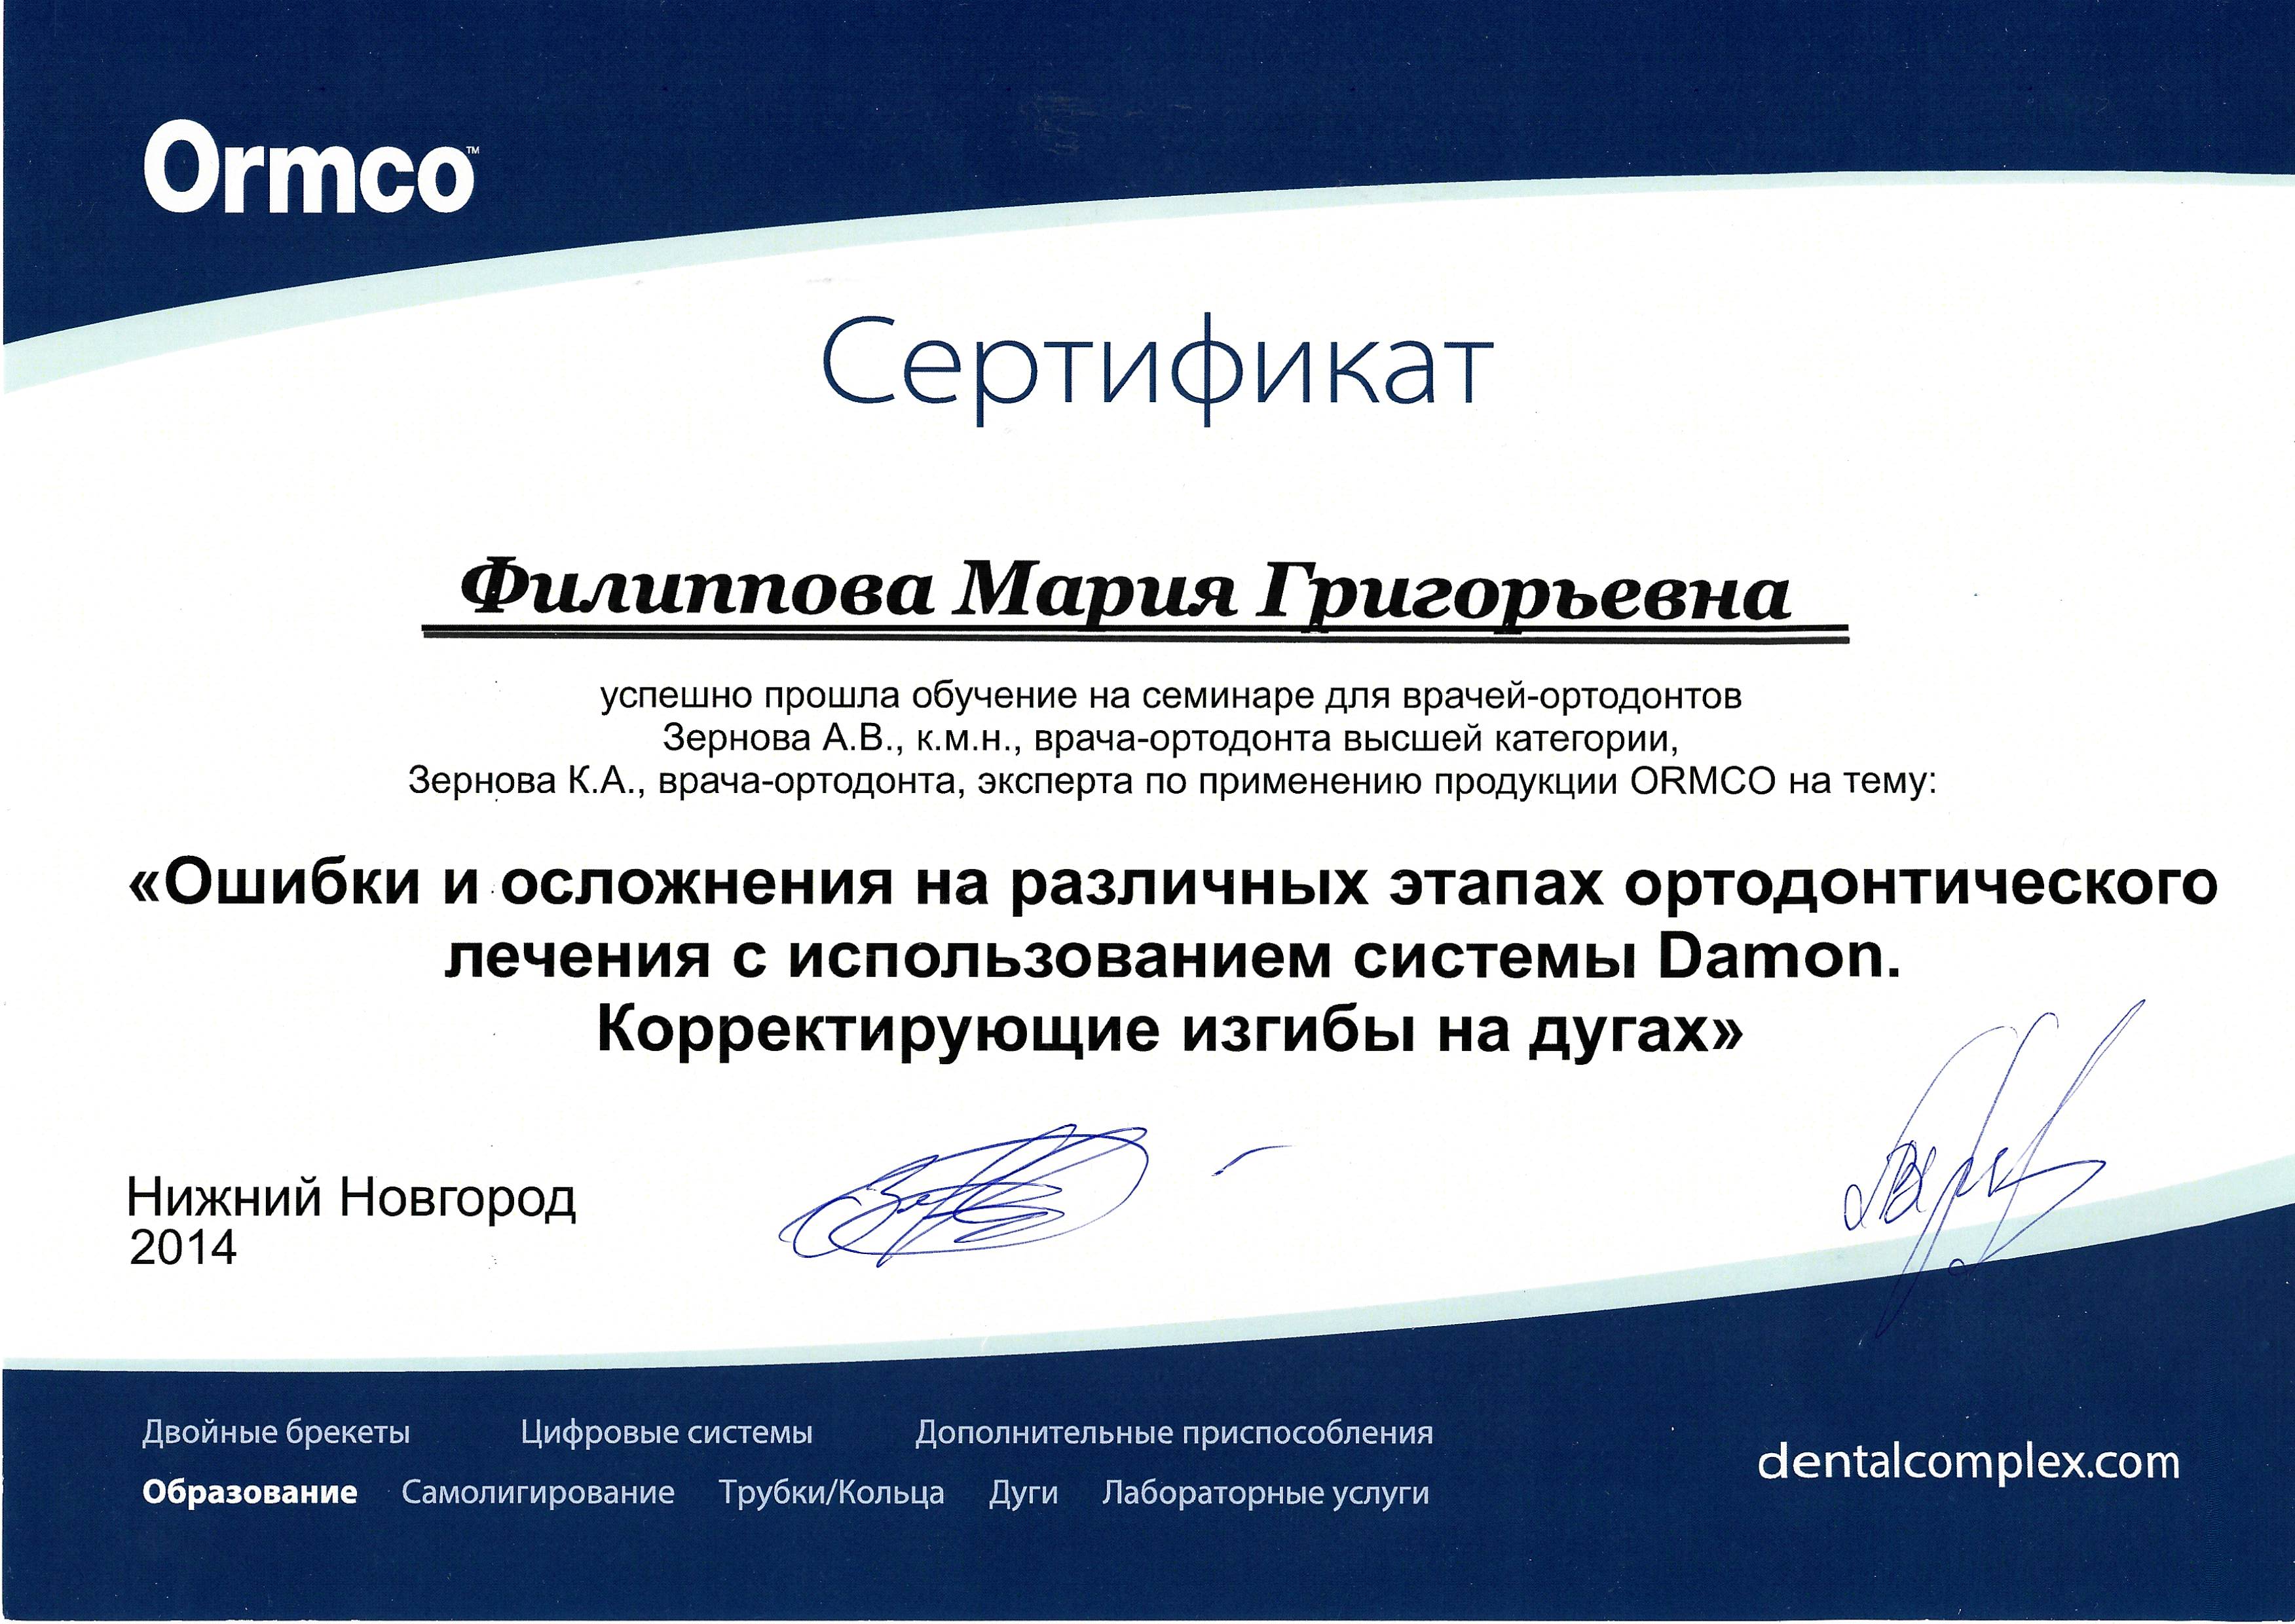 Ormco™
Сертификат
Филиппова Мария Григорьевна
успешно прошла обучение на семинаре для врачей-ортодонтов
Зернова А.В., к.м.н., врача-ортодонта высшей категории,
Зернова К.А., врача-ортодонта, эксперта по применению продукции ORMCO на тему:
«Ошибки и осложнения на различных этапах ортодонтического
лечения с использованием системы Damon.
Корректирующие изгибы на дугах»
Нижний Новгород
2014
Двойные брекеты Цифровые системы Дополнительные приспособления
Образование Самолигирование Трубки/Кольца Дуги Лабораторные услуги
dentalcomplex.com